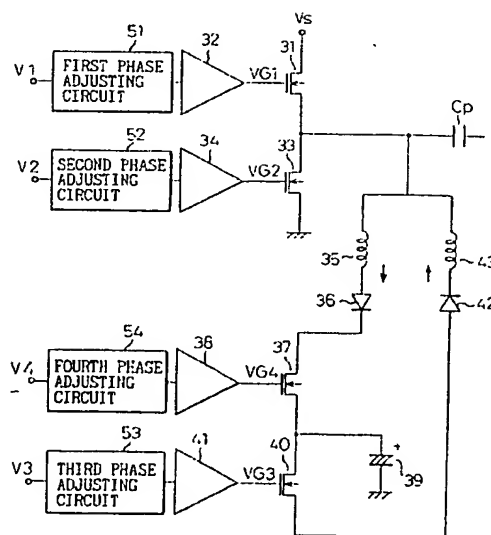 Vs
51
32
31
V1
FIRST PHASE
ADJUSTING
CIRCUIT
VG1
Cp
52
34
33
V2
SECOND PHASE
ADJUSTING
CIRCUIT
VG2
35
43
36
42
54
38
37
V4
FOURTH PHASE
ADJUSTING
CIRCUIT
VG4
53
41
40
+
39
V3
THIRD PHASE
ADJUSTING
CIRCUIT
VG3